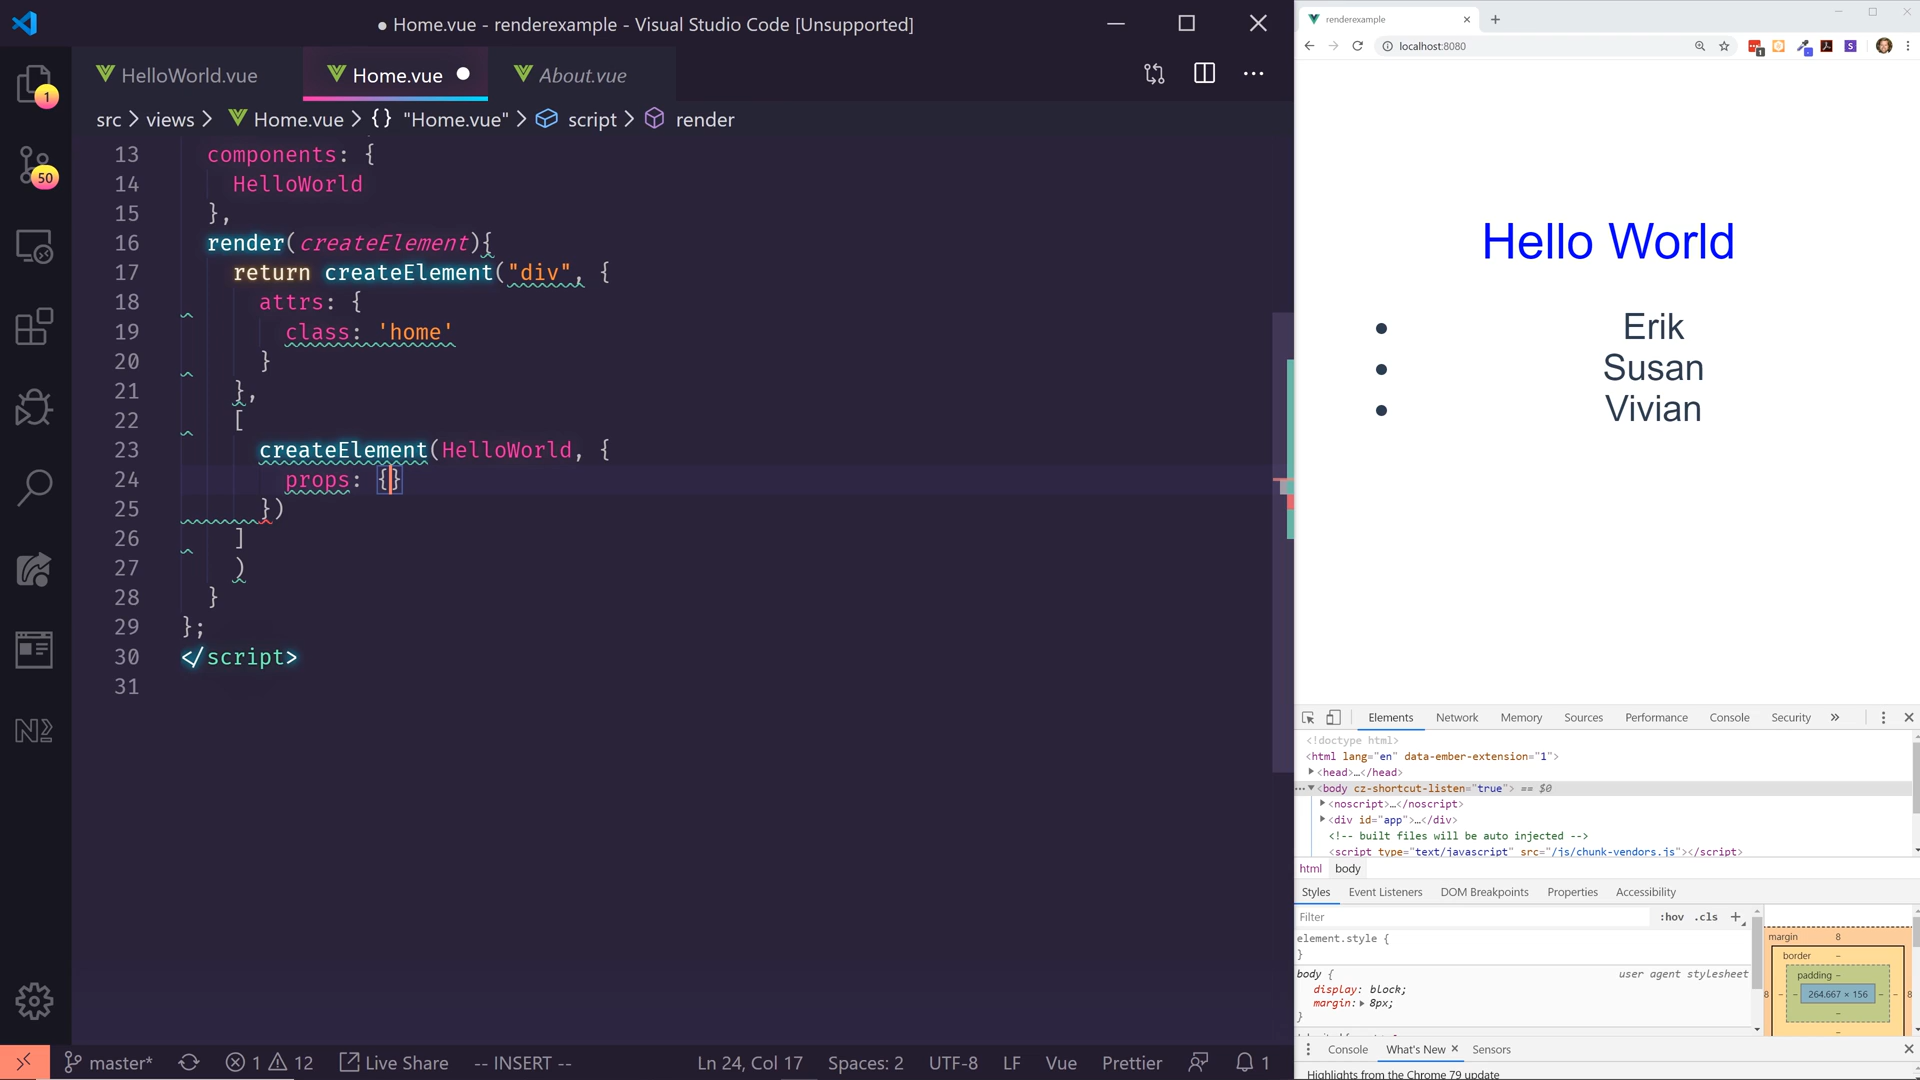 ● Home.vue - renderexample - Visual Studio Code [Unsupported]
HelloWorld.vue
Home.vue ●
About.vue
src > views > Home.vue > {} "Home.vue" > script > render
1
50
13 components: {
14 HelloWorld
15 },
16 render(createElement){
17 return createElement("div", {
18 attrs: {
19 class: 'home'
20 }
21 },
22 [
23 createElement(HelloWorld, {
24 props: {}
25 })
26 ]
27 )
28 }
29 };
30 </script>
31
master*
1
12
Live Share
-- INSERT --
Ln 24, Col 17
Spaces: 2
UTF-8
LF
Vue
Prettier
1
renderexample
localhost:8080
Hello World
• Erik
• Susan
• Vivian
Elements Network Memory Sources Performance Console Security »
<!doctype html>
<html lang="en" data-ember-extension="1">
<head>…</head>
<body cz-shortcut-listen="true"> == $0
<noscript>…</noscript>
<div id="app">…</div>
<!-- built files will be auto injected -->
<script type="text/javascript" src="/js/chunk-vendors.js"></script>
html body
Styles Event Listeners DOM Breakpoints Properties Accessibility
Filter :hov .cls +
element.style {
}
body { user agent stylesheet
display: block;
margin: 8px;
}
margin 8
border –
padding –
8 – – 264.667 × 156 – – 8
–
–
Console What's New × Sensors
Highlights from the Chrome 79 update